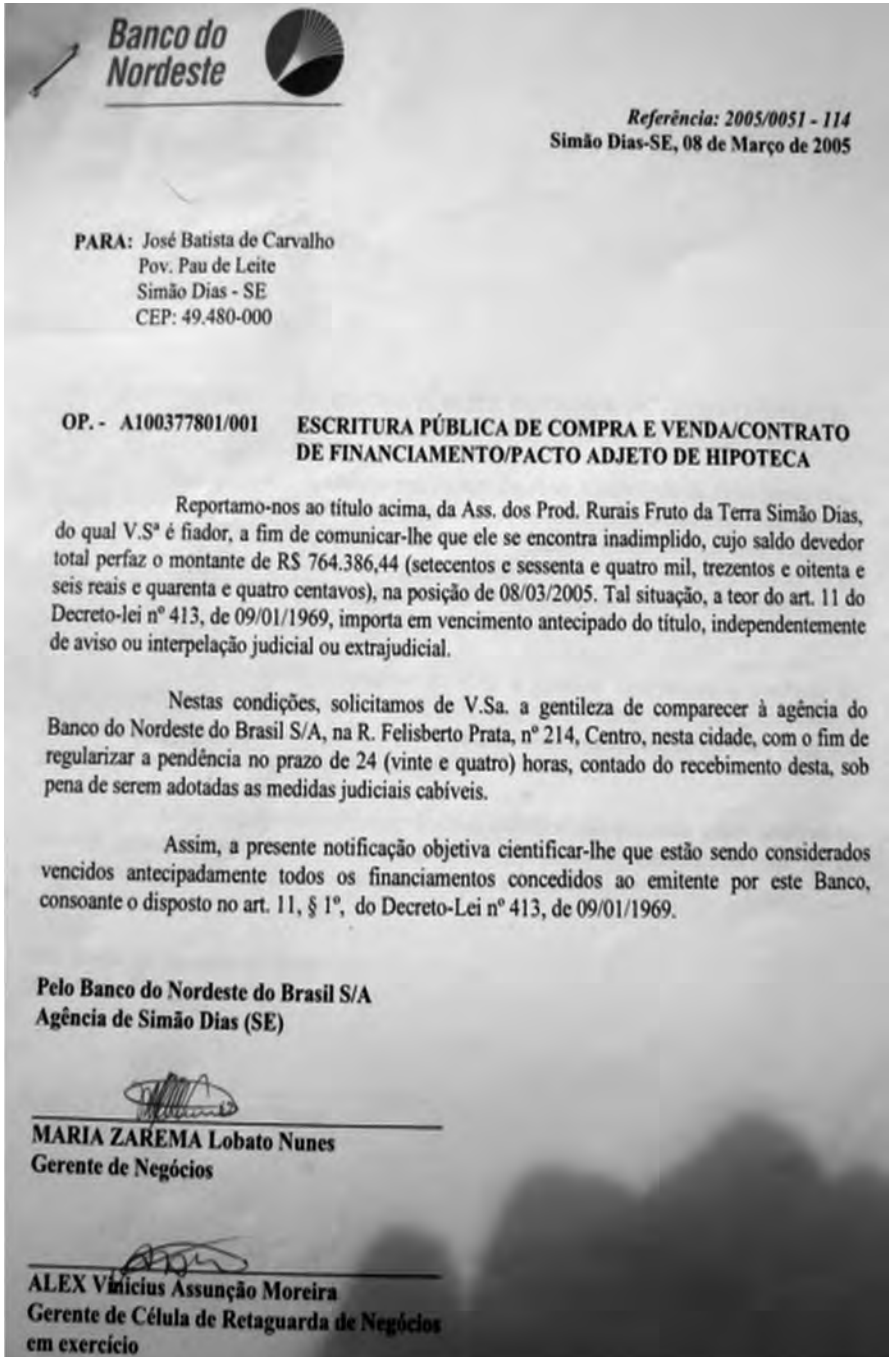 Banco do
Nordeste
Referência: 2005/0051 - 114
Simão Dias-SE, 08 de Março de 2005
PARA: José Batista de Carvalho
Pov. Pau de Leite
Simão Dias - SE
CEP: 49.480-000
OP. - A100377801/001 ESCRITURA PÚBLICA DE COMPRA E VENDA/CONTRATO
DE FINANCIAMENTO/PACTO ADJETO DE HIPOTECA
Reportamo-nos ao título acima, da Ass. dos Prod. Rurais Fruto da Terra Simão Dias,
do qual V.Sª é fiador, a fim de comunicar-lhe que ele se encontra inadimplido, cujo saldo devedor
total perfaz o montante de R$ 764.386,44 (setecentos e sessenta e quatro mil, trezentos e oitenta e
seis reais e quarenta e quatro centavos), na posição de 08/03/2005. Tal situação, a teor do art. 11 do
Decreto-lei nº 413, de 09/01/1969, importa em vencimento antecipado do título, independentemente
de aviso ou interpelação judicial ou extrajudicial.
Nestas condições, solicitamos de V.Sa. a gentileza de comparecer à agência do
Banco do Nordeste do Brasil S/A, na R. Felisberto Prata, nº 214, Centro, nesta cidade, com o fim de
regularizar a pendência no prazo de 24 (vinte e quatro) horas, contado do recebimento desta, sob
pena de serem adotadas as medidas judiciais cabíveis.
Assim, a presente notificação objetiva cientificar-lhe que estão sendo considerados
vencidos antecipadamente todos os financiamentos concedidos ao emitente por este Banco,
consoante o disposto no art. 11, § 1º, do Decreto-Lei nº 413, de 09/01/1969.
Pelo Banco do Nordeste do Brasil S/A
Agência de Simão Dias (SE)
MARIA ZAREMA Lobato Nunes
Gerente de Negócios
ALEX Vinicius Assunção Moreira
Gerente de Célula de Retaguarda de Negócios
em exercício